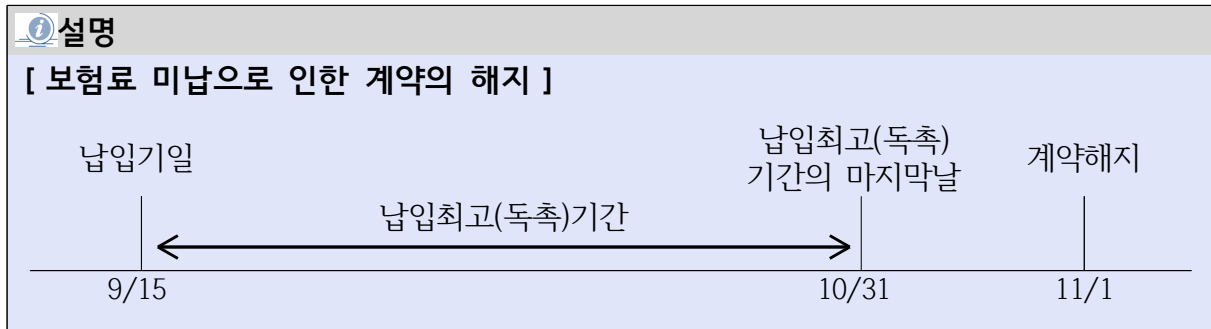 설명
[ 보험료 미납으로 인한 계약의 해지 ]
납입기일
납입최고(독촉)
기간의 마지막날
계약해지
납입최고(독촉)기간
9/15
10/31
11/1